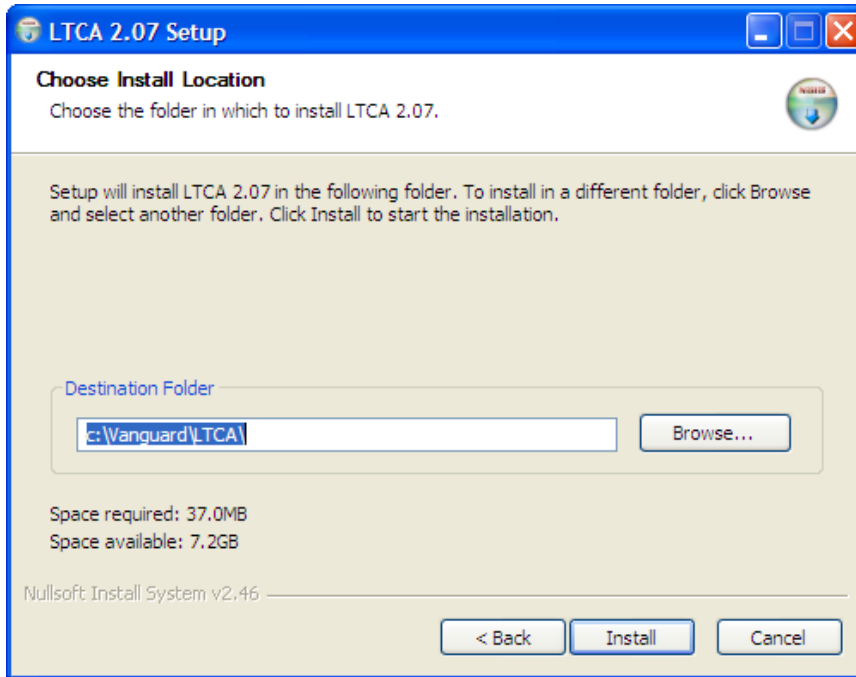 LTCA 2.07 Setup
Choose Install Location
Choose the folder in which to install LTCA 2.07.
Setup will install LTCA 2.07 in the following folder. To install in a different folder, click Browse
and select another folder. Click Install to start the installation.
Destination Folder
c:\Vanguard\LTCA\
Browse...
Space required: 37.0MB
Space available: 7.2GB
Nullsoft Install System v2.46
< Back
Install
Cancel